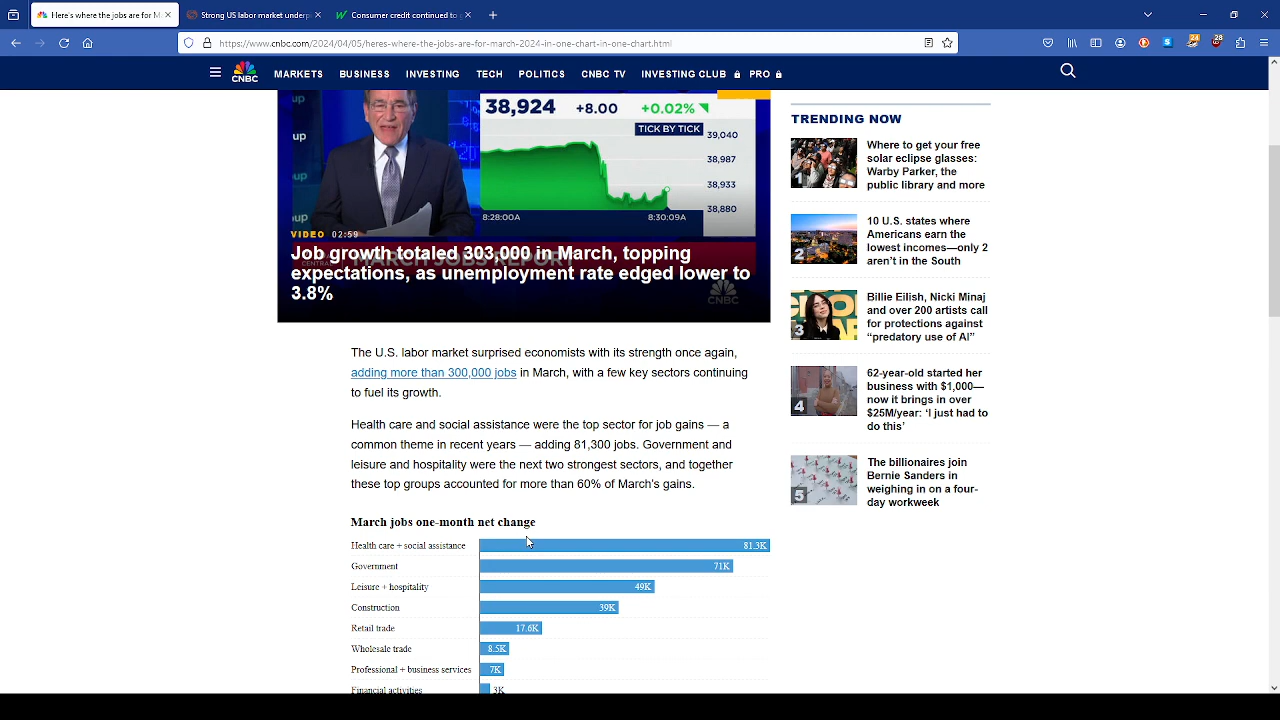 Here's where the jobs are for Ma
Strong US labor market underp
Consumer credit continued to g
https://www.cnbc.com/2024/04/05/heres-where-the-jobs-are-for-march-2024-in-one-chart-in-one-chart.html
24
28
CNBC
MARKETS BUSINESS INVESTING TECH POLITICS CNBC TV INVESTING CLUB PRO
38,924 +8.00 +0.02%
TICK BY TICK
39,040
38,987
38,933
38,880
8:28:00A 8:30:09A
up
up
oup
VIDEO 02:59
MARCH JOBS REPORT
Job growth totaled 303,000 in March, topping
expectations, as unemployment rate edged lower to
3.8%
CNBC
The U.S. labor market surprised economists with its strength once again,
adding more than 300,000 jobs in March, with a few key sectors continuing
to fuel its growth.
Health care and social assistance were the top sector for job gains — a
common theme in recent years — adding 81,300 jobs. Government and
leisure and hospitality were the next two strongest sectors, and together
these top groups accounted for more than 60% of March's gains.
March jobs one-month net change
Health care + social assistance 81.3K
Government 71K
Leisure + hospitality 49K
Construction 39K
Retail trade 17.6K
Wholesale trade 8.5K
Professional + business services 7K
Financial activities 3K
TRENDING NOW
1
Where to get your free
solar eclipse glasses:
Warby Parker, the
public library and more
2
10 U.S. states where
Americans earn the
lowest incomes—only 2
aren't in the South
3
Billie Eilish, Nicki Minaj
and over 200 artists call
for protections against
“predatory use of AI”
4
62-year-old started her
business with $1,000—
now it brings in over
$25M/year: ‘I just had to
do this’
5
The billionaires join
Bernie Sanders in
weighing in on a four-
day workweek